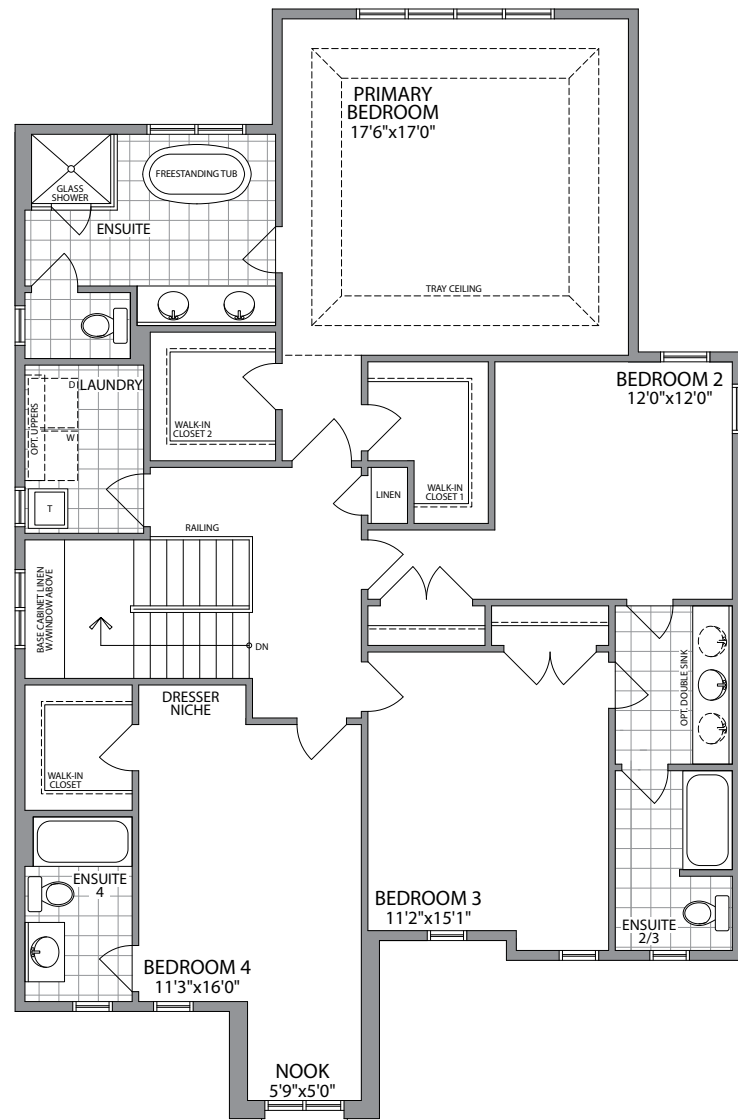 PRIMARY
BEDROOM
17'6"x17'0"
FREESTANDING TUB
GLASS
SHOWER
ENSUITE
TRAY CEILING
LAUNDRY
D
W
OPT. UPPERS
T
WALK-IN
CLOSET 2
BEDROOM 2
12'0"x12'0"
WALK-IN
CLOSET 1
LINEN
RAILING
BASE CABINET LINEN
W/WINDOW ABOVE
DN
OPT. DOUBLE SINK
DRESSER
NICHE
WALK-IN
CLOSET
ENSUITE
4
BEDROOM 3
11'2"x15'1"
ENSUITE
2/3
BEDROOM 4
11'3"x16'0"
NOOK
5'9"x5'0"